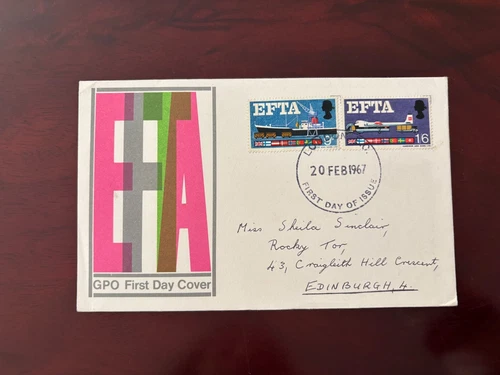 EFTA
GPO First Day Cover
EFTA
9d
EFTA
1/6
20 FEB 1967
FIRST DAY OF ISSUE
Miss Sheila Sinclair,
Rocky Tor,
43, Craigleith Hill Crescent,
EDINBURGH, 4.